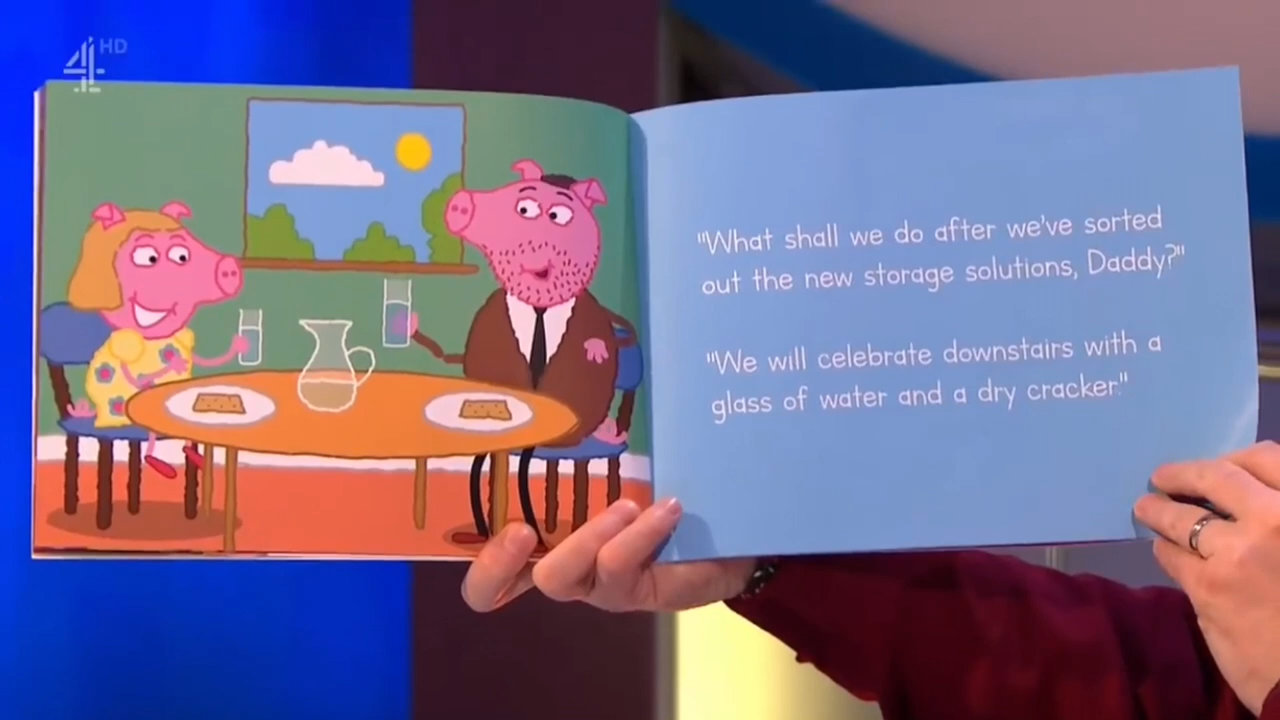 4 HD
"What shall we do after we've sorted
out the new storage solutions, Daddy?"
"We will celebrate downstairs with a
glass of water and a dry cracker."